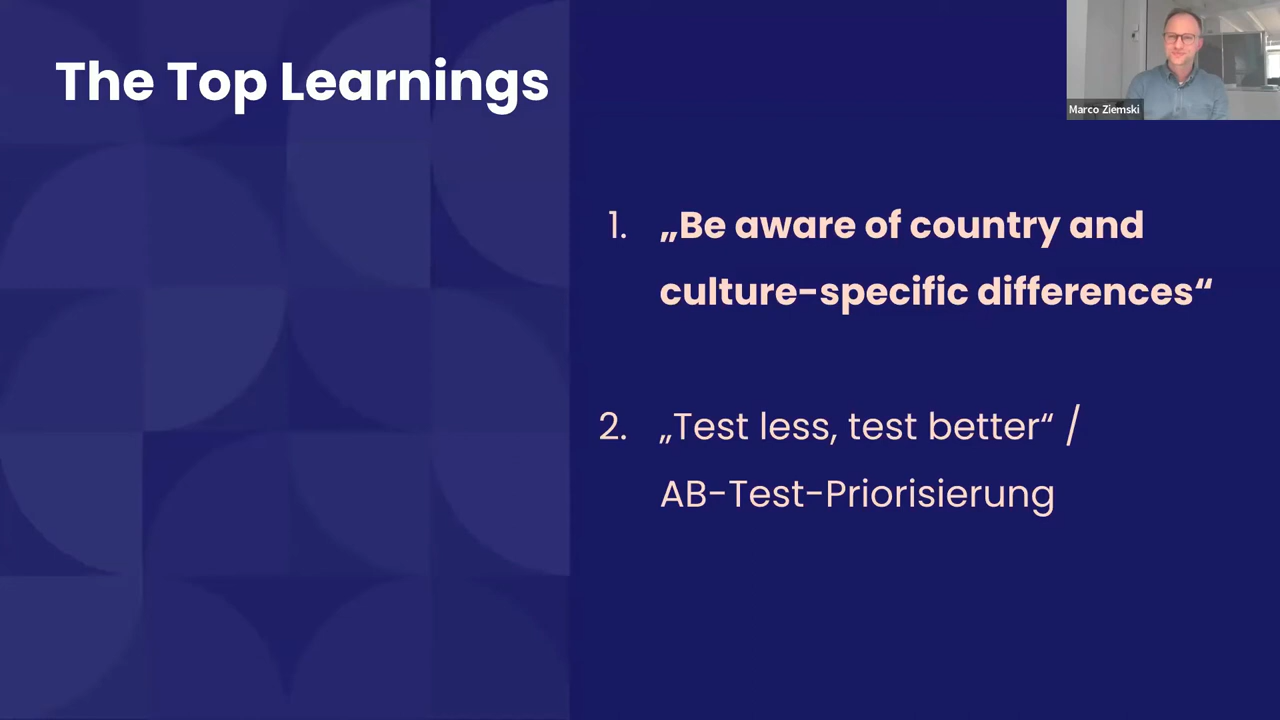 The Top Learnings
Marco Ziemski
1. „Be aware of country and
culture-specific differences“
2. „Test less, test better“ /
AB-Test-Priorisierung